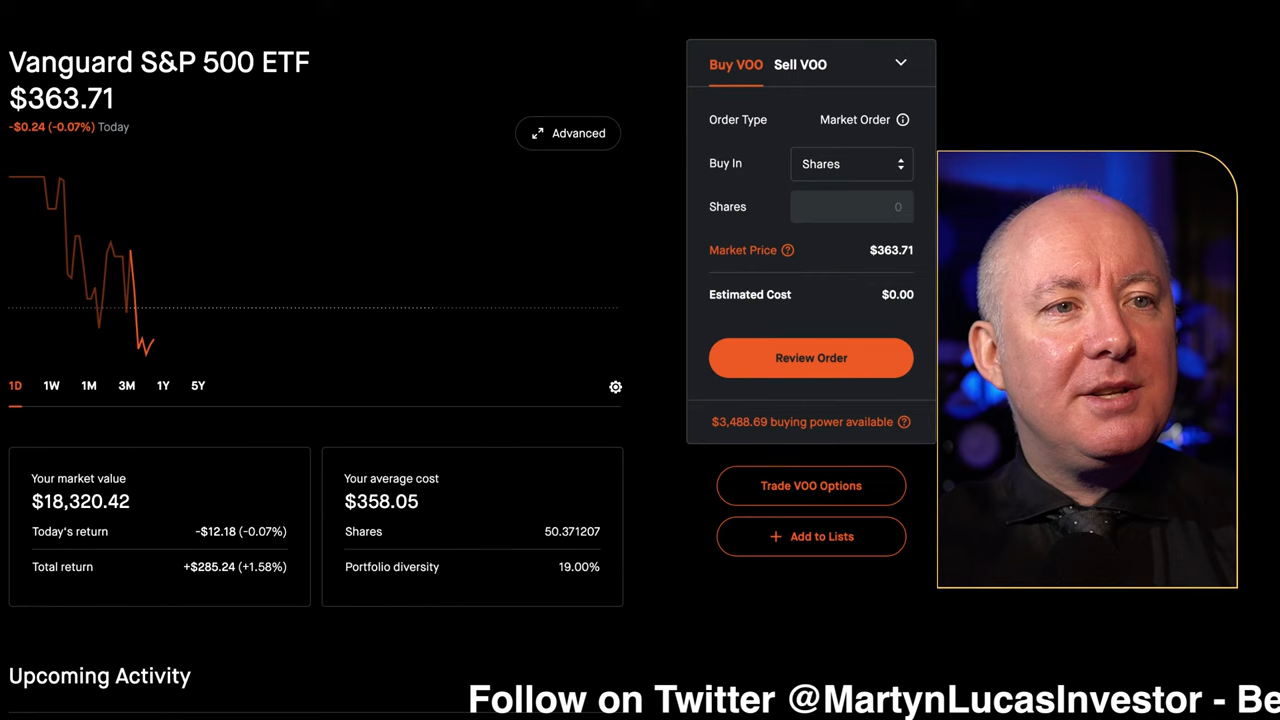 Vanguard S&P 500 ETF
$363.71
-$0.24 (-0.07%) Today
Advanced
1D 1W 1M 3M 1Y 5Y
Your market value
$18,320.42
Today's return -$12.18 (-0.07%)
Total return +$285.24 (+1.58%)
Your average cost
$358.05
Shares 50.371207
Portfolio diversity 19.00%
Upcoming Activity
Buy VOO Sell VOO
Order Type Market Order
Buy In Shares
Shares 0
Market Price $363.71
Estimated Cost $0.00
Review Order
$3,488.69 buying power available
Trade VOO Options
+ Add to Lists
Follow on Twitter @MartynLucasInvestor - Be